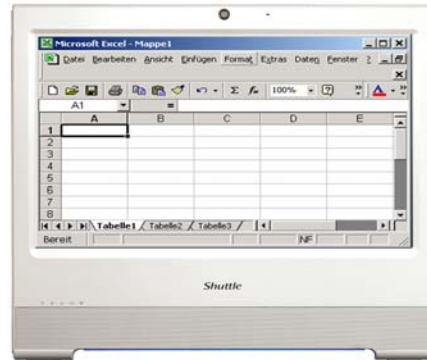 Microsoft Excel - Mappe1
Datei Bearbeiten Ansicht Einfügen Format Extras Daten Fenster ?
100%
A1 =
A B C D E
1
2
3
4
5
6
7
8
Tabelle1 Tabelle2 Tabelle3
Bereit NF
Shuttle